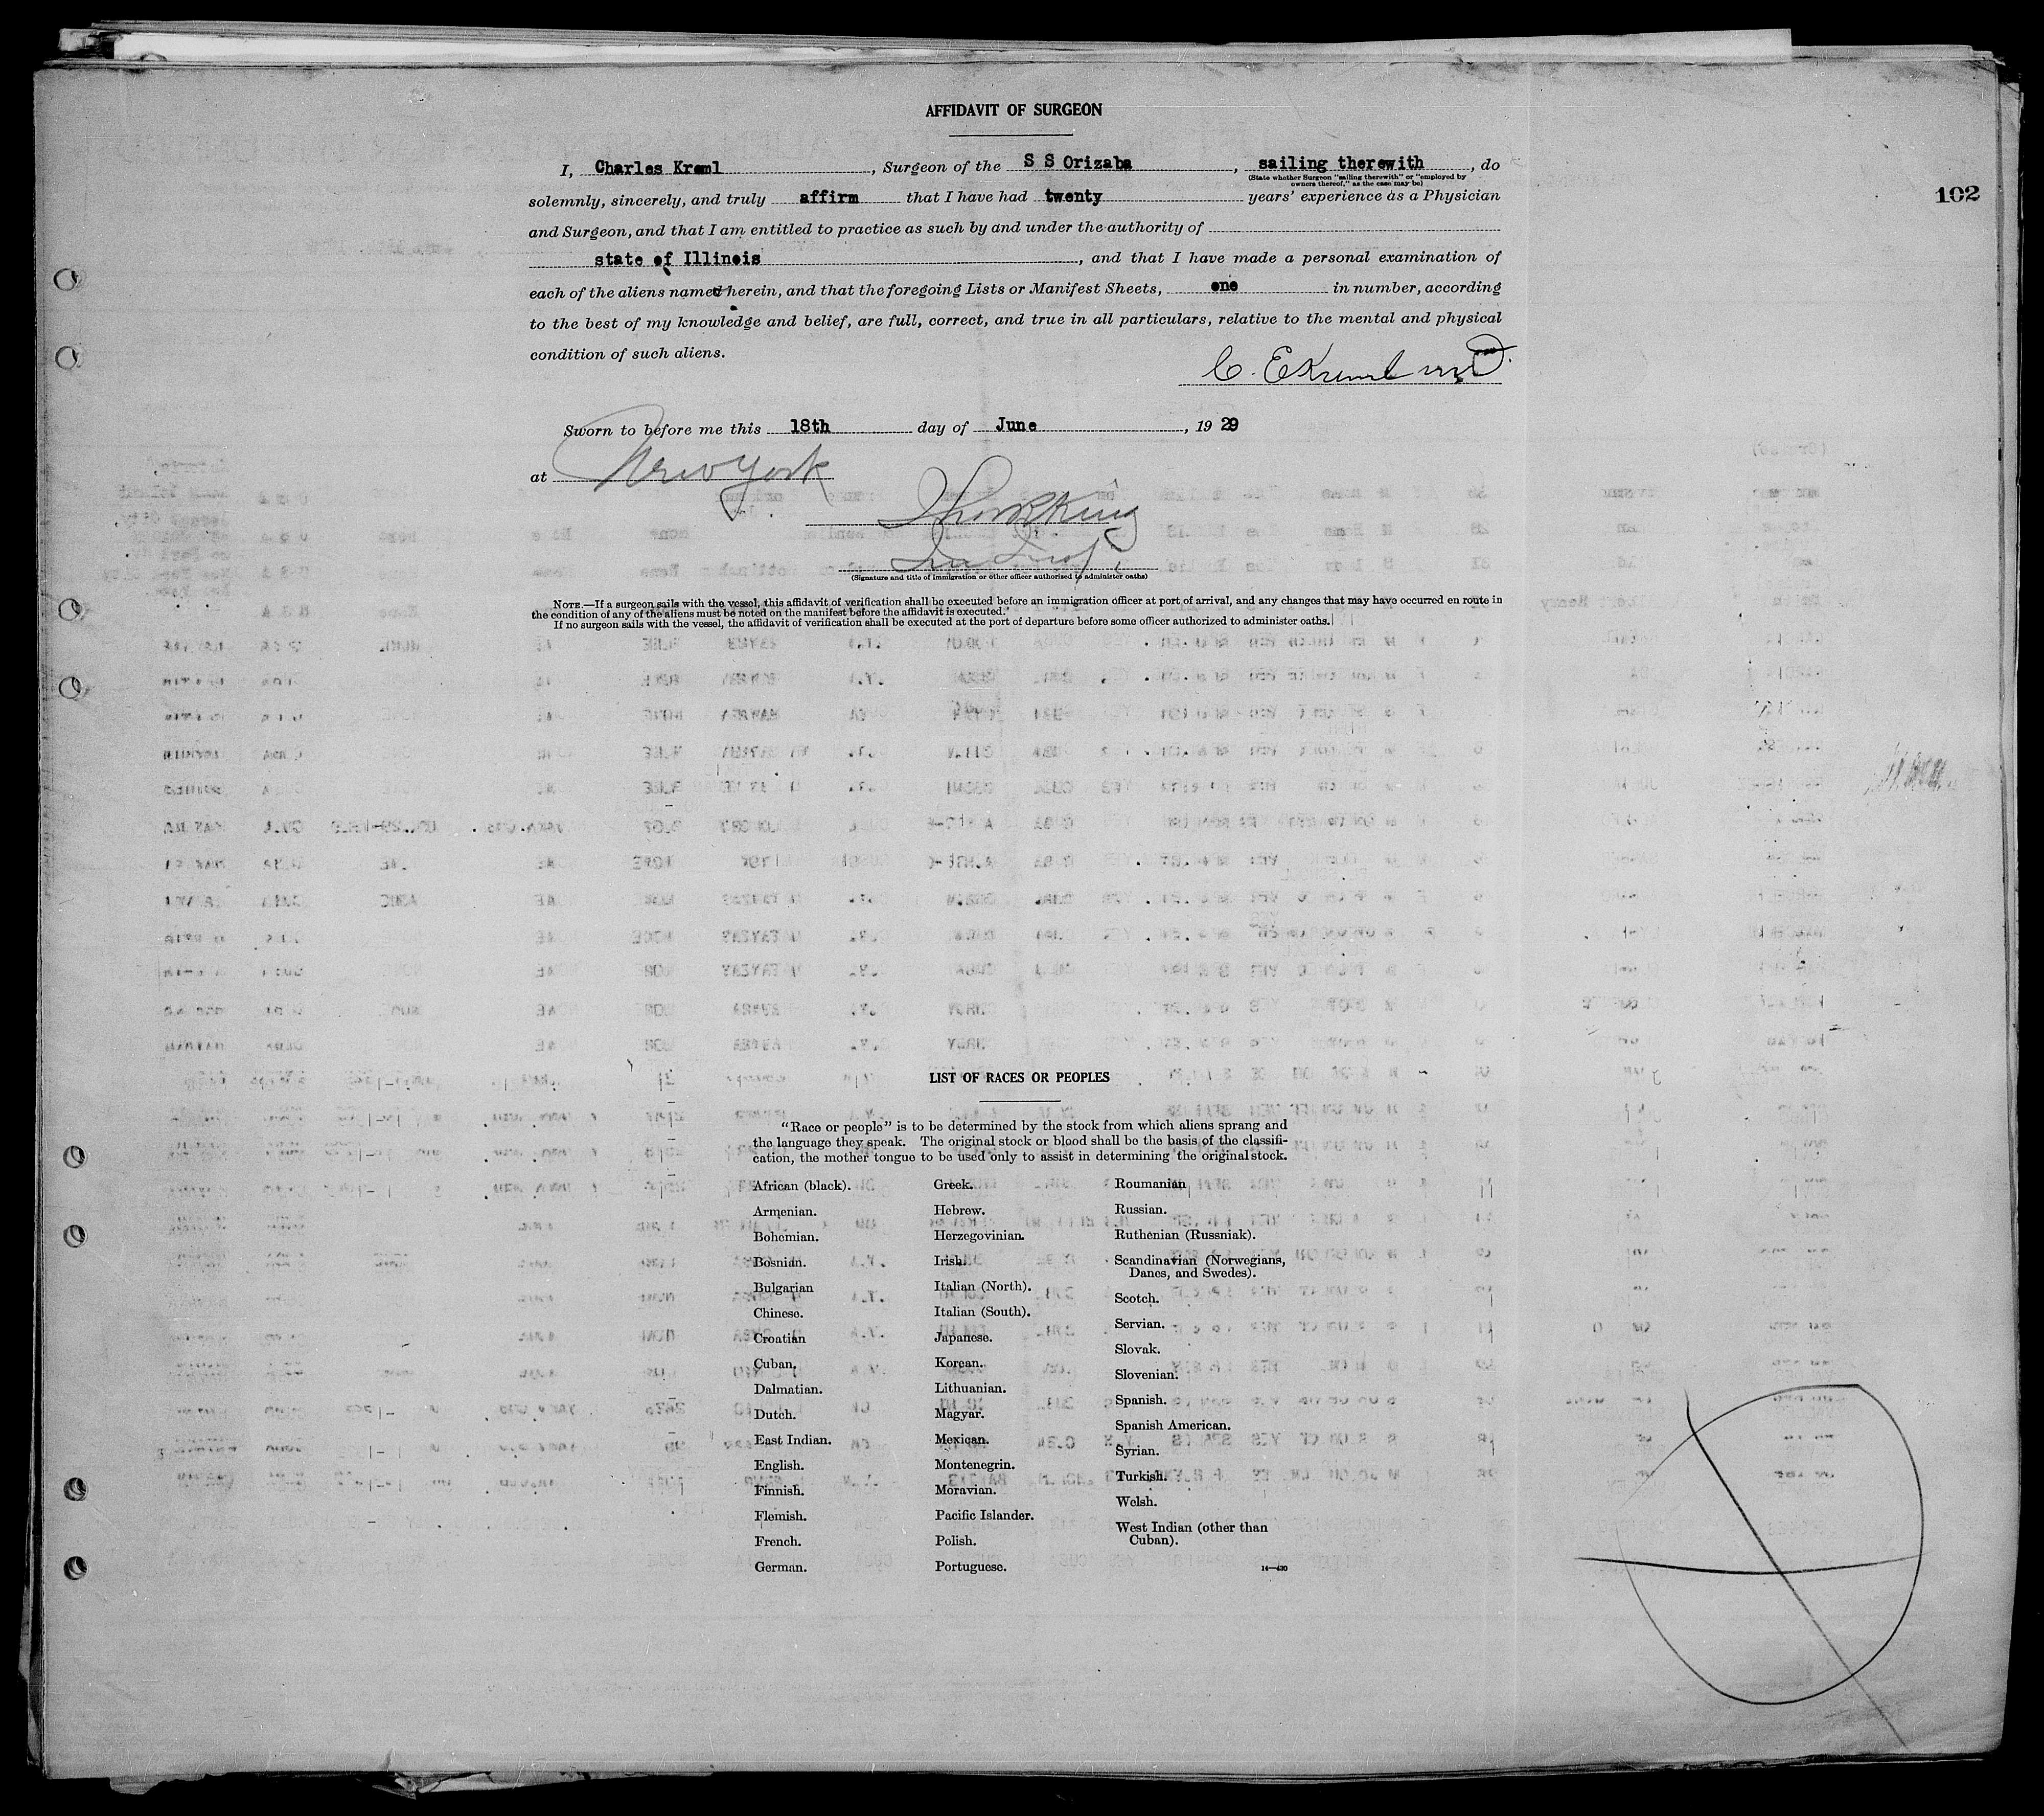 AFFIDAVIT OF SURGEON
102
I, Charles Kreml, Surgeon of the S S Orizaba, sailing therewith, do
(State whether Surgeon "sailing therewith" or "employed by
owners thereof," as the case may be)
solemnly, sincerely, and truly affirm that I have had twenty years' experience as a Physician
and Surgeon, and that I am entitled to practice as such by and under the authority of
state of Illinois, and that I have made a personal examination of
each of the aliens named herein, and that the foregoing Lists or Manifest Sheets, one in number, according
to the best of my knowledge and belief, are full, correct, and true in all particulars, relative to the mental and physical
condition of such aliens.
C. E Kreml MD.
Sworn to before me this 18th day of June, 1929
at New York
(Signature and title of immigration or other officer authorized to administer oaths)
NOTE.—If a surgeon sails with the vessel, this affidavit of verification shall be executed before an immigration officer at port of arrival, and any changes that may have occurred en route in
the condition of any of the aliens must be noted on the manifest before the affidavit is executed.
If no surgeon sails with the vessel, the affidavit of verification shall be executed at the port of departure before some officer authorized to administer oaths.
LIST OF RACES OR PEOPLES
"Race or people" is to be determined by the stock from which aliens sprang and
the language they speak. The original stock or blood shall be the basis of the classifi-
cation, the mother tongue to be used only to assist in determining the original stock.
African (black).
Armenian.
Bohemian.
Bosnian.
Bulgarian
Chinese.
Croatian
Cuban.
Dalmatian.
Dutch.
East Indian.
English.
Finnish.
Flemish.
French.
German.
Greek.
Hebrew.
Herzegovinian.
Irish.
Italian (North).
Italian (South).
Japanese.
Korean.
Lithuanian.
Magyar.
Mexican.
Montenegrin.
Moravian.
Pacific Islander.
Polish.
Portuguese.
Roumanian
Russian.
Ruthenian (Russniak).
Scandinavian (Norwegians,
Danes, and Swedes).
Scotch.
Servian.
Slovak.
Slovenian.
Spanish.
Spanish American.
Syrian.
Turkish.
Welsh.
West Indian (other than
Cuban).
14—430